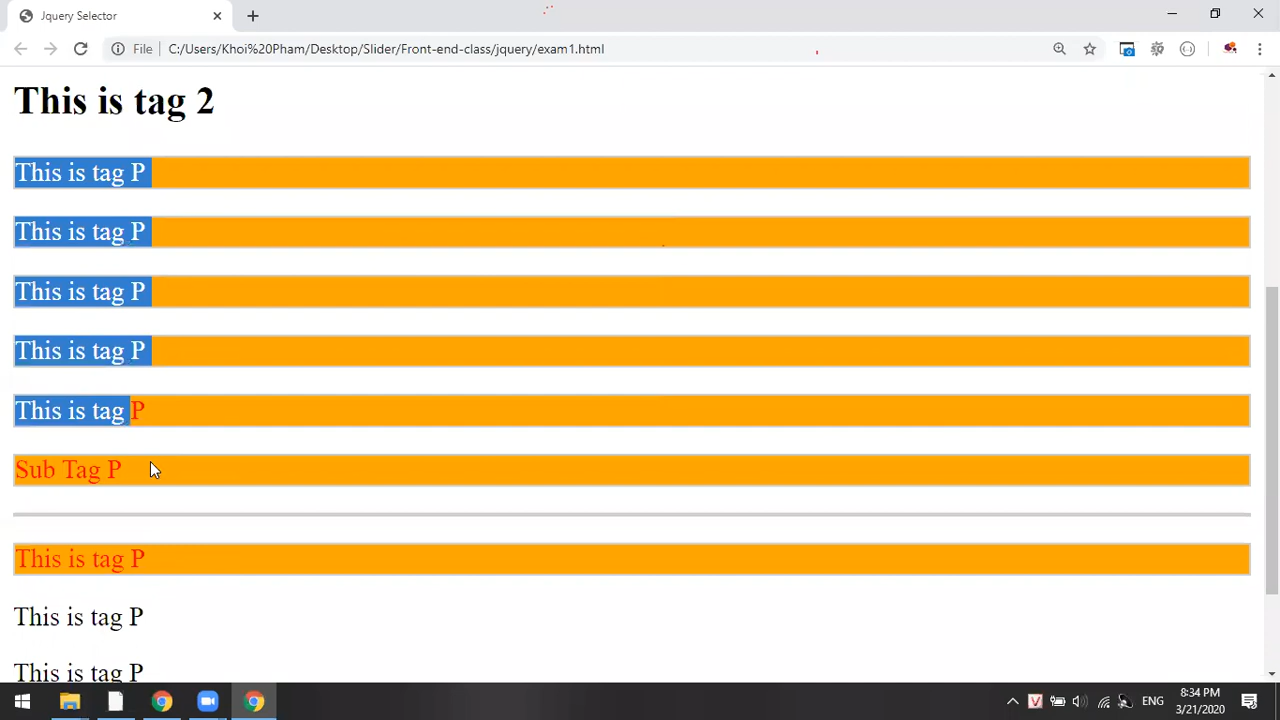 Jquery Selector
File
C:/Users/Khoi%20Pham/Desktop/Slider/Front-end-class/jquery/exam1.html
This is tag 2
This is tag P
This is tag P
This is tag P
This is tag P
This is tag P
Sub Tag P
This is tag P
This is tag P
This is tag P
V
ENG
8:34 PM
3/21/2020